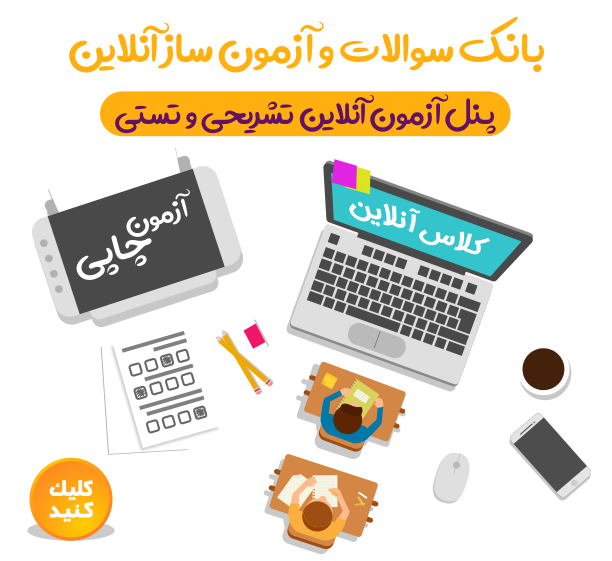 بانک سوالات و آزمون ساز آنلاین
پنل آزمون آنلاین تشریحی و تستی
آزمون
چاپی
کلاس آنلاین
کلیک
کنید